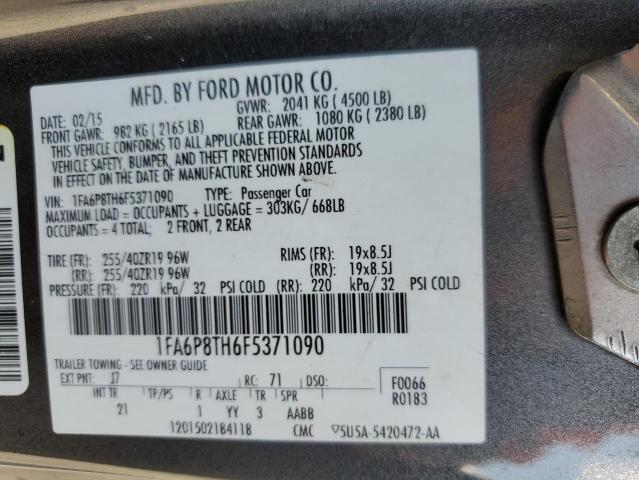 MFD. BY FORD MOTOR CO.
DATE: 02/15 GVWR: 2041 KG ( 4500 LB)
FRONT GAWR: 982 KG ( 2165 LB) REAR GAWR: 1080 KG ( 2380 LB)
THIS VEHICLE CONFORMS TO ALL APPLICABLE FEDERAL MOTOR
VEHICLE SAFETY, BUMPER, AND THEFT PREVENTION STANDARDS
IN EFFECT ON THE DATE OF MANUFACTURE SHOWN ABOVE.
VIN: 1FA6P8TH6F5371090 TYPE: Passenger Car
MAXIMUM LOAD = OCCUPANTS + LUGGAGE = 303KG/ 668LB
OCCUPANTS = 4 TOTAL; 2 FRONT, 2 REAR
TIRE (FR): 255/40ZR19 96W RIMS (FR): 19x8.5J
(RR): 255/40ZR19 96W (RR): 19x8.5J
PRESSURE (FR): 220 kPa/ 32 PSI COLD (RR): 220 kPa/ 32 PSI COLD
1FA6P8TH6F5371090
TRAILER TOWING - SEE OWNER GUIDE
EXT PNT: J7 RC: 71 DSO: F0066
INT TR TP/PS R AXLE TR SPR R0183
21 1 YY 3 AABB
1201502184118 CMC ▽5U5A-5420472-AA